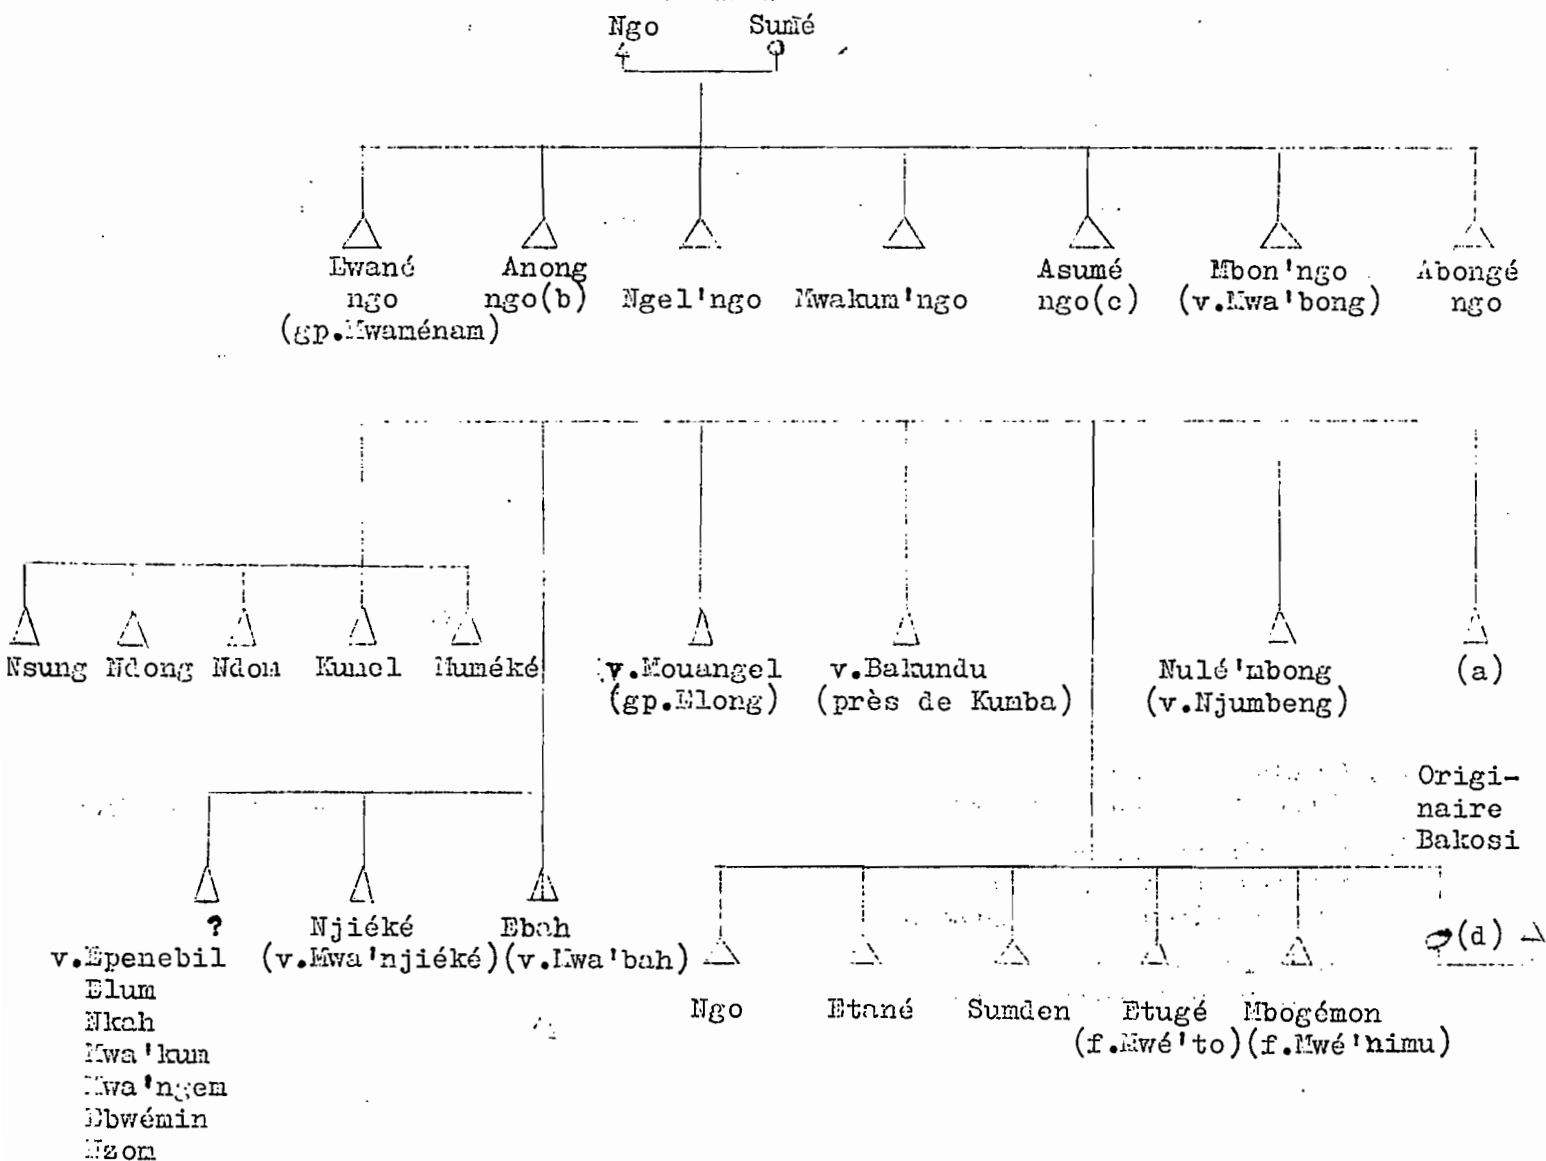 Ngo Sumé
Lwané Anong Asumé Mbon'ngo Abongé
ngo ngo(b) Ngel'ngo Mwakum'ngo ngo(c) (v.Mwa'bong) ngo
(gp.Mwaménam)
Nsung Ndong Ndom Kumel Muméké v.Mouangel v.Bakundu Nulé'mbong (a)
(gp.Elong) (près de Kumba) (v.Njumbeng)
Origi-
naire
Bakosi
? Njiéké Ebah (d)
v.Epenebil (v.Mwa'njiéké) (v.Mwa'bah)
Elum
Ngo Etané Sumden Etugé Mbogémon
Nkah
(f.Mwé'to) (f.Mwé'nimu)
Mwa'kum
Mwa'ngem
Ebwémin
Nzom